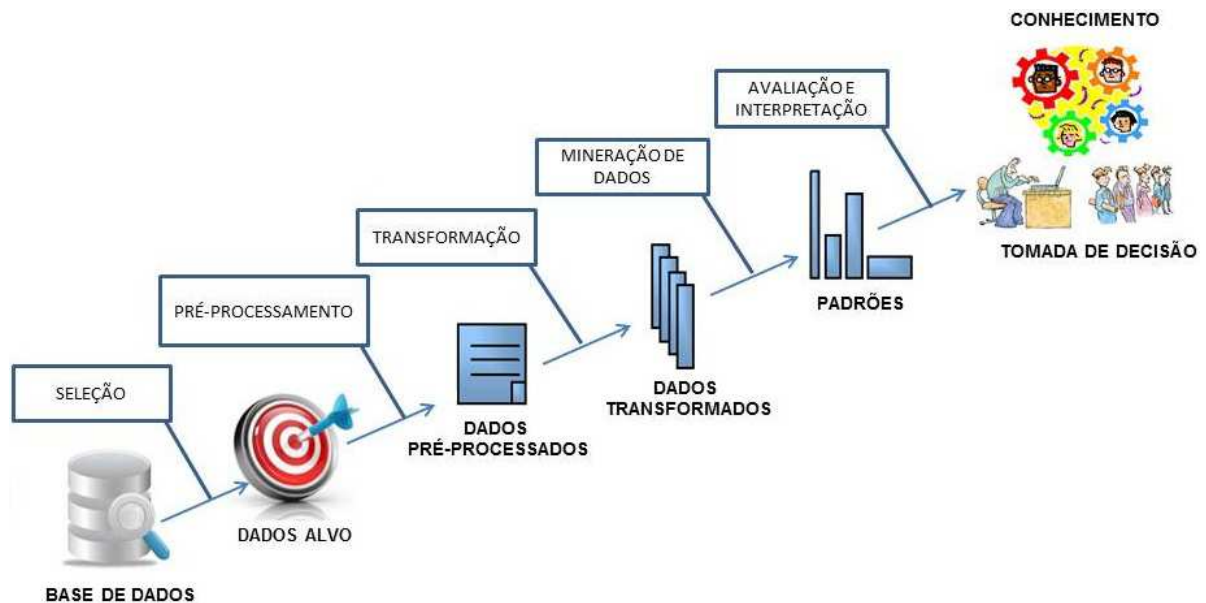 CONHECIMENTO
AVALIAÇÃO E
INTERPRETAÇÃO
MINERAÇÃO DE
DADOS
TRANSFORMAÇÃO
PRÉ-PROCESSAMENTO
SELEÇÃO
TOMADA DE DECISÃO
PADRÕES
DADOS
TRANSFORMADOS
DADOS
PRÉ-PROCESSADOS
DADOS ALVO
BASE DE DADOS